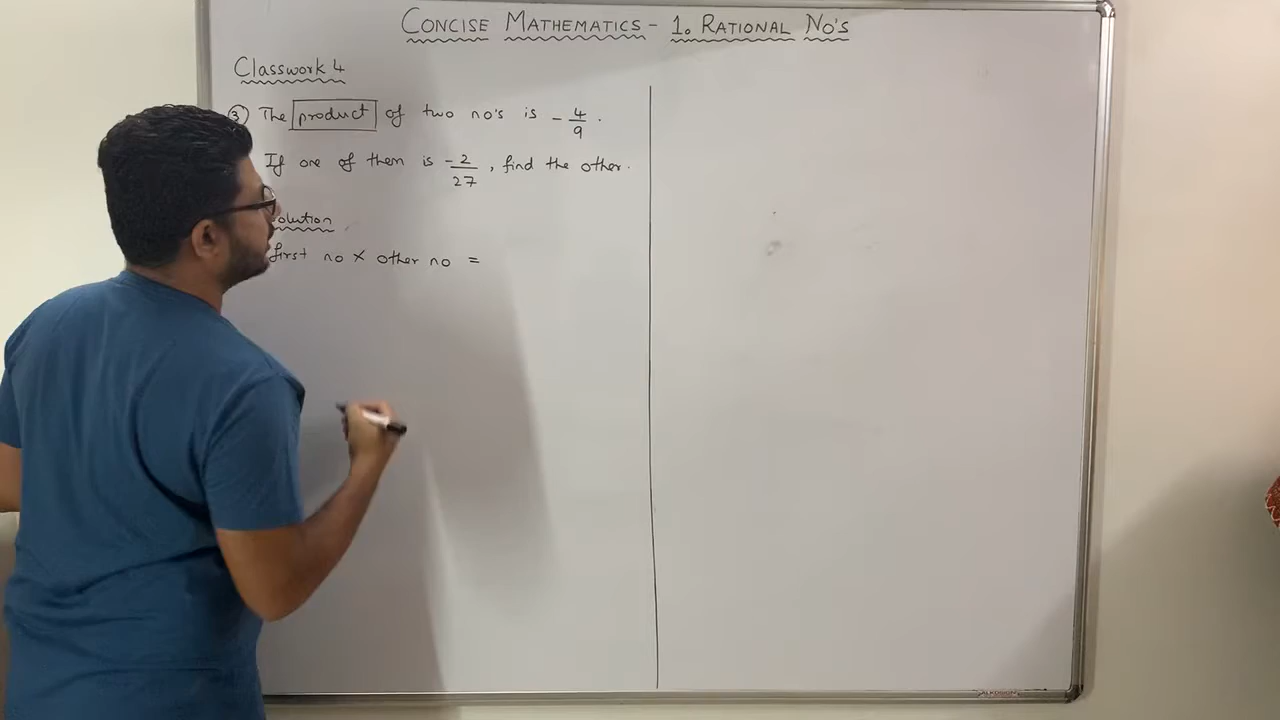 CONCISE MATHEMATICS - 1. RATIONAL NO'S
Classwork 4
③ The product of two no's is - 4/9 .
If one of them is - 2/27 , find the other.
olution
first no × other no =